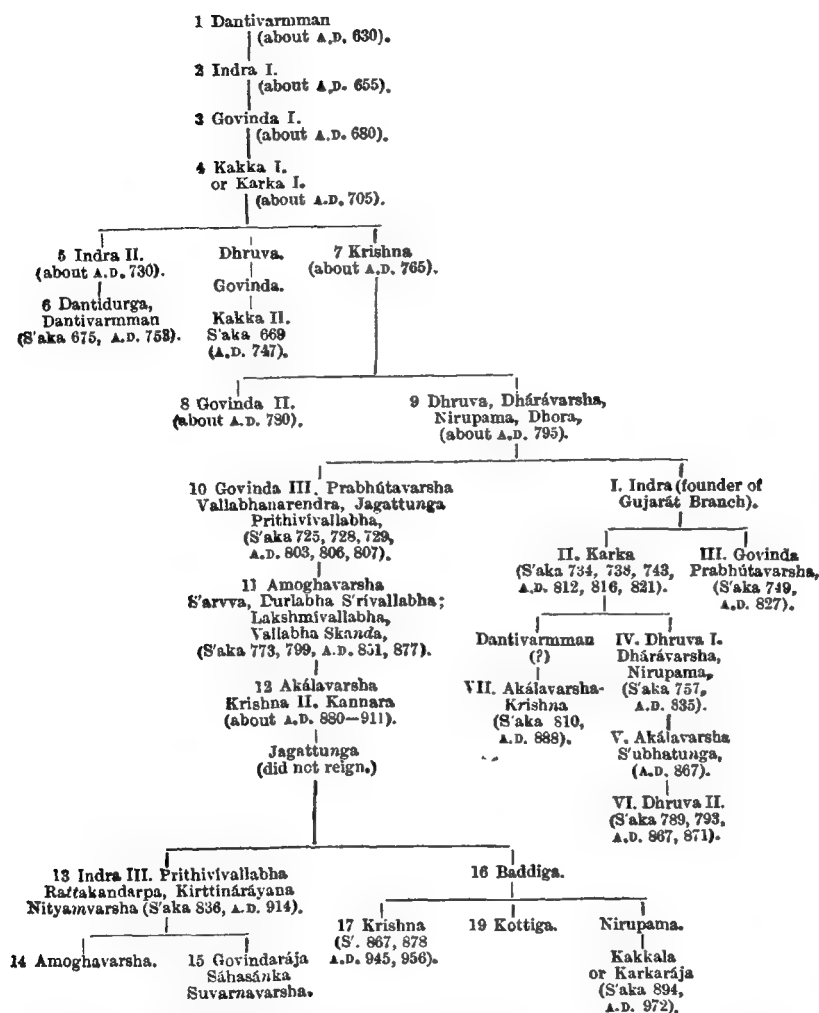 1 Dantivarmman
(about A.D. 630).
2 Indra I.
(about A.D. 655).
3 Govinda I.
(about A.D. 680).
4 Kakka I.
or Karka I.
(about A.D. 705).
5 Indra II.
(about A.D. 730).
6 Dantidurga,
Dantivarmman
(S'aka 675, A.D. 753).
Dhruva.
Govinda.
Kakka II.
S'aka 669
(A.D. 747).
7 Krishna
(about A.D. 765).
8 Govinda II.
(about A.D. 780).
9 Dhruva, Dhárávarsha,
Nirupama, Dhora,
(about A.D. 795).
10 Govinda III. Prabhútavarsha
Vallabhanarendra, Jagattunga
Prithivívallabha,
(S'aka 725, 728, 729,
A.D. 803, 806, 807).
11 Amoghavarsha
S'arvva, Durlabha S'rívallabha;
Lakshmívallabha,
Vallabha Skanda,
(S'aka 773, 799, A.D. 851, 877).
12 Akálavarsha
Krishna II. Kannara
(about A.D. 880–911).
Jagattunga
(did not reign.)
I. Indra (founder of
Gujarát Branch).
II. Karka
(S'aka 734, 738, 743,
A.D. 812, 816, 821).
III. Govinda
Prabhútavarsha,
(S'aka 749,
A.D. 827).
Dantivarmman
(?)
VII. Akálavarsha-
Krishna
(S'aka 810,
A.D. 888).
IV. Dhruva I.
Dhárávarsha,
Nirupama,
(S'aka 757,
A.D. 835).
V. Akálavarsha
S'ubhatunga,
(A.D. 867).
VI. Dhruva II.
(S'aka 789, 793,
A.D. 867, 871).
13 Indra III. Prithivívallabha
Rattakandarpa, Kirttináráyana
Nityamvarsha (S'aka 836, A.D. 914).
14 Amoghavarsha.
15 Govindarája
Sáhasánka
Suvarnavarsha.
16 Baddiga.
17 Krishna
(S'. 867, 878
A.D. 945, 956).
19 Kottiga.
Nirupama.
Kakkala
or Karkarája
(S'aka 894,
A.D. 972).